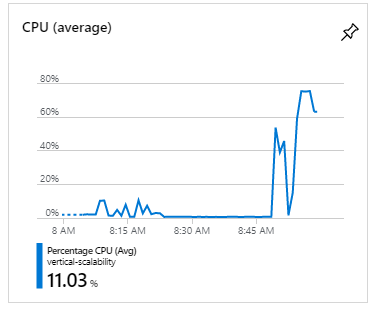 CPU (average)
80%
60%
40%
20%
0%
8 AM 8:15 AM 8:30 AM 8:45 AM
Percentage CPU (Avg)
vertical-scalability
11.03 %